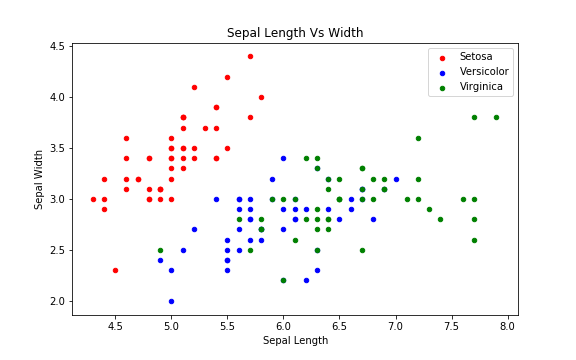 Sepal Length Vs Width
Setosa
Versicolor
Virginica
Sepal Width
4.5
4.0
3.5
3.0
2.5
2.0
4.5 5.0 5.5 6.0 6.5 7.0 7.5 8.0
Sepal Length